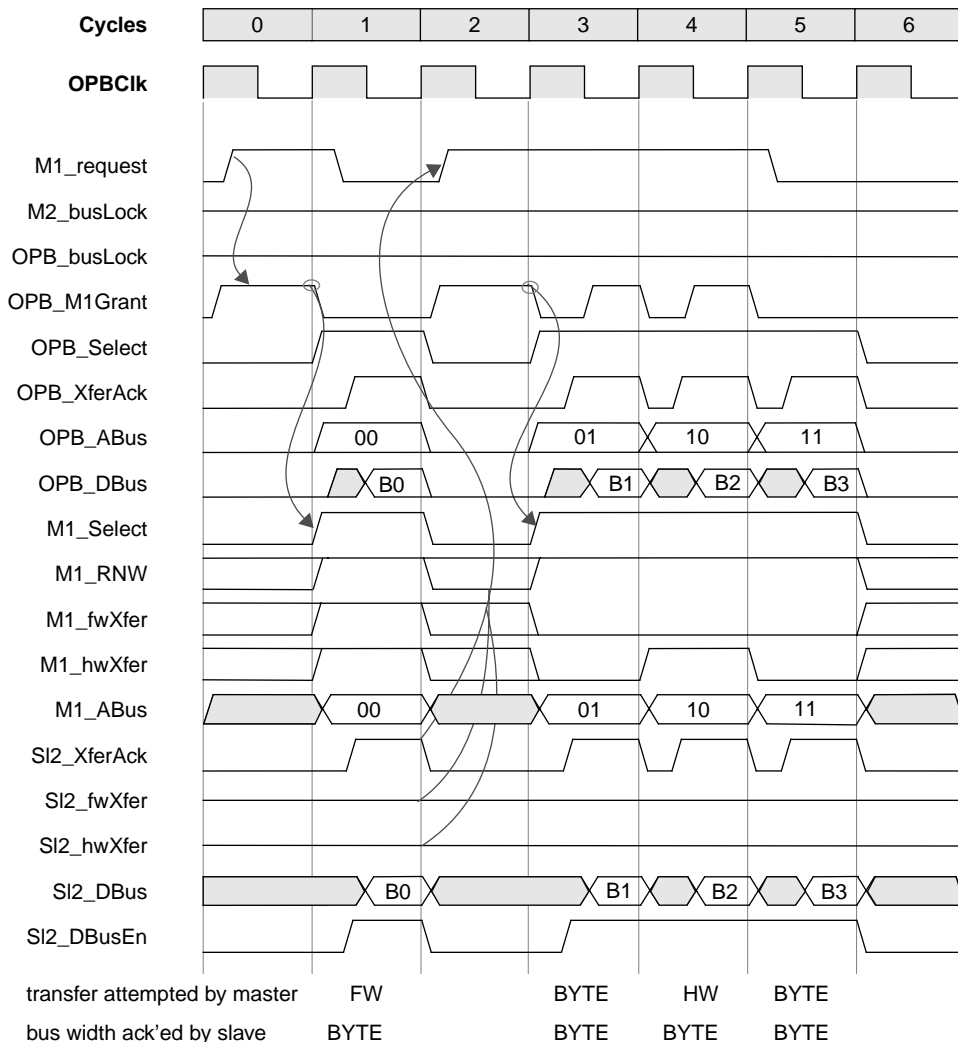 Cycles 0 1 2 3 4 5 6
OPBClk
M1_request
M2_busLock
OPB_busLock
OPB_M1Grant
OPB_Select
OPB_XferAck
OPB_ABus 00 01 10 11
OPB_DBus B0 B1 B2 B3
M1_Select
M1_RNW
M1_fwXfer
M1_hwXfer
M1_ABus 00 01 10 11
Sl2_XferAck
Sl2_fwXfer
Sl2_hwXfer
Sl2_DBus B0 B1 B2 B3
Sl2_DBusEn
transfer attempted by master FW BYTE HW BYTE
bus width ack'ed by slave BYTE BYTE BYTE BYTE